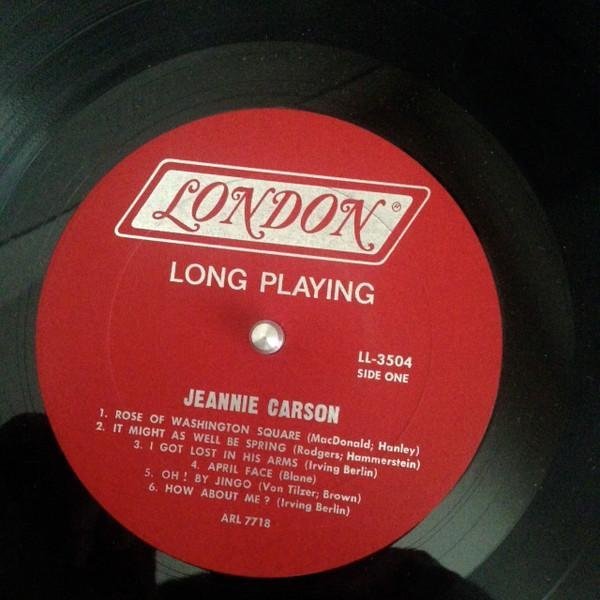 LONDON®
LONG PLAYING
LL-3504
SIDE ONE
JEANNIE CARSON
1. ROSE OF WASHINGTON SQUARE (MacDonald; Hanley)
2. IT MIGHT AS WELL BE SPRING (Rodgers; Hammerstein)
3. I GOT LOST IN HIS ARMS (Irving Berlin)
4. APRIL FACE (Blane)
5. OH! BY JINGO (Von Tilzer; Brown)
6. HOW ABOUT ME? (Irving Berlin)
ARL 7718